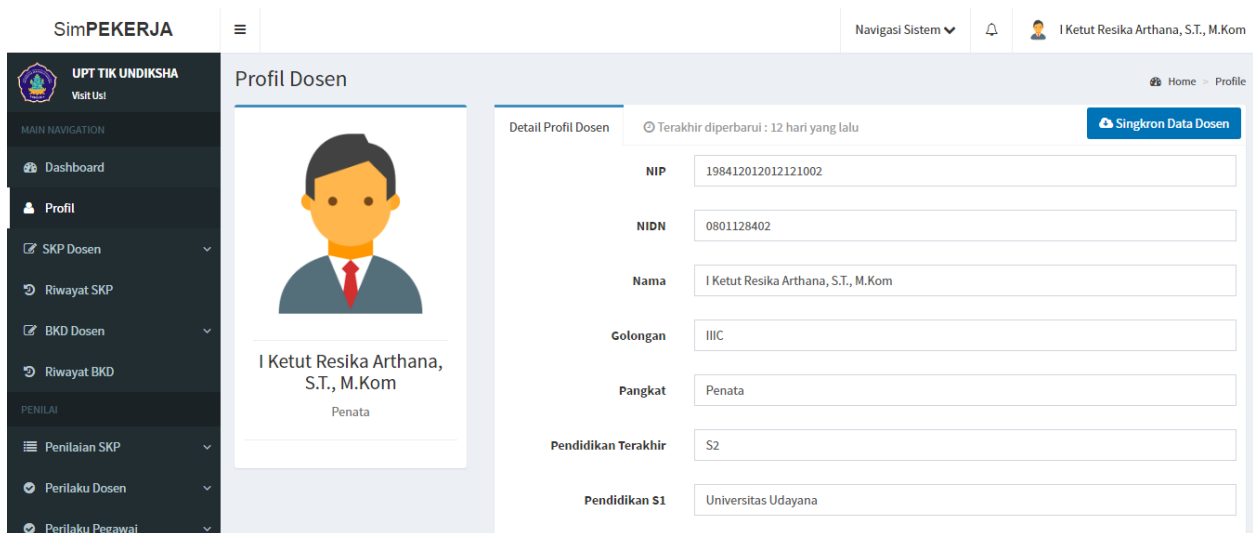 SimPEKERJA
Navigasi Sistem
I Ketut Resika Arthana, S.T., M.Kom
UPT TIK UNDIKSHA
Visit Us!
MAIN NAVIGATION
Dashboard
Profil
SKP Dosen
Riwayat SKP
BKD Dosen
Riwayat BKD
PENILAI
Penilaian SKP
Perilaku Dosen
Perilaku Pegawai
Profil Dosen
Home > Profile
I Ketut Resika Arthana,
S.T., M.Kom
Penata
Detail Profil Dosen
Terakhir diperbarui : 12 hari yang lalu
Singkron Data Dosen
NIP 198412012012121002
NIDN 0801128402
Nama I Ketut Resika Arthana, S.T., M.Kom
Golongan IIIC
Pangkat Penata
Pendidikan Terakhir S2
Pendidikan S1 Universitas Udayana